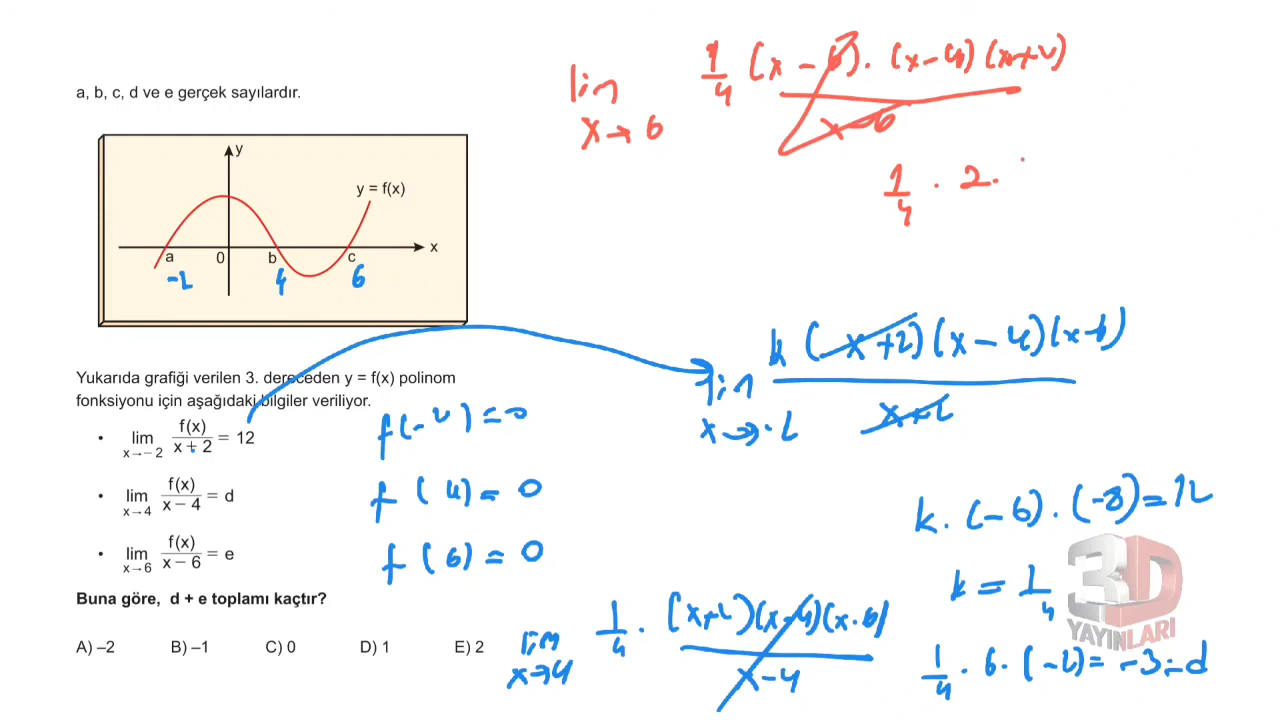 a, b, c, d ve e gerçek sayılardır.
y
y = f(x)
x
a 0 b c
-2 4 6
Yukarıda grafiği verilen 3. dereceden y = f(x) polinom
fonksiyonu için aşağıdaki bilgiler veriliyor.
• lim x→−2 f(x)/(x + 2) = 12
• lim x→4 f(x)/(x − 4) = d
• lim x→6 f(x)/(x − 6) = e
Buna göre, d + e toplamı kaçtır?
A) –2 B) –1 C) 0 D) 1 E) 2
f(-2) = 0
f(4) = 0
f(6) = 0
lim x→6 1/4 (x - 6) . (x - 4)(x+2) / x-6
1/4 . 2 .
lim x→-2 k (x+2)(x-4)(x-6) / x+2
k . (-6) . (-8) = 12
k = 1/4
lim x→4 1/4 . (x+2)(x-4)(x-6) / x-4
1/4 . 6 . (-2) = -3 = d
3D
YAYINLARI